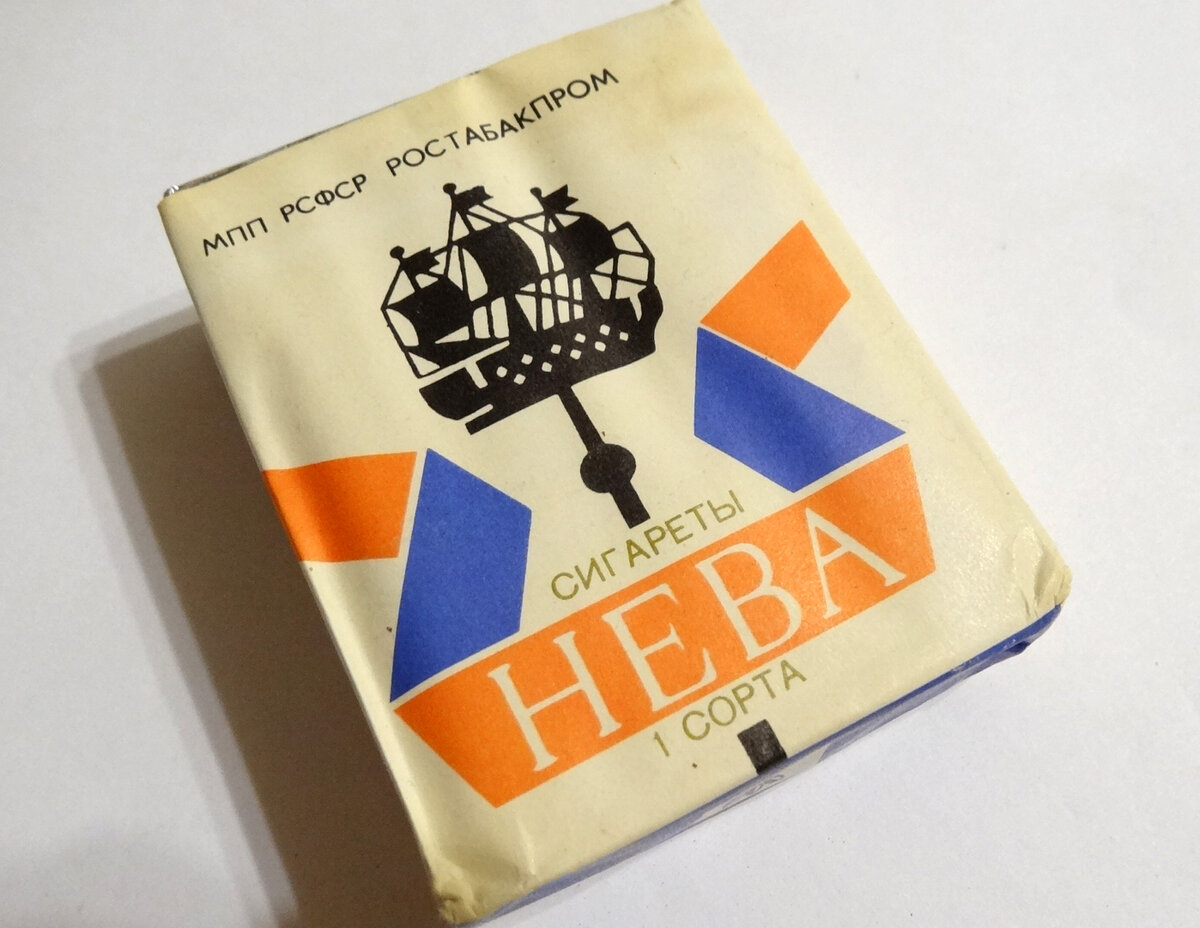 МПП РСФСР РОСТАБАКПРОМ
СИГАРЕТЫ
НЕВА
1 СОРТА